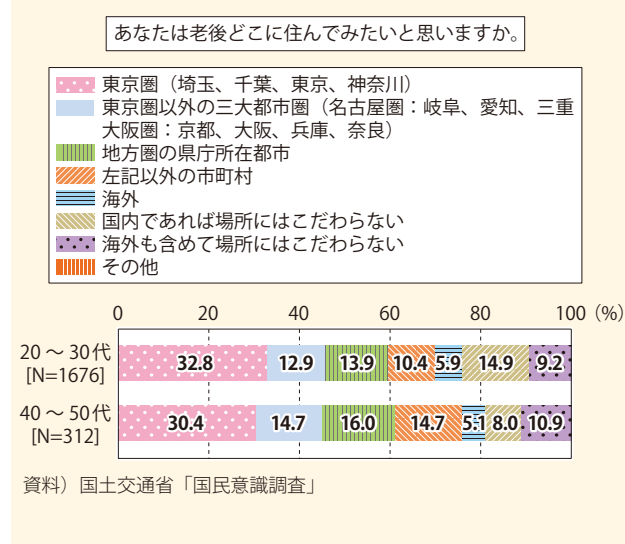 あなたは老後どこに住んでみたいと思いますか。
東京圏（埼玉、千葉、東京、神奈川）
東京圏以外の三大都市圏（名古屋圏：岐阜、愛知、三重
大阪圏：京都、大阪、兵庫、奈良）
地方圏の県庁所在都市
左記以外の市町村
海外
国内であれば場所にはこだわらない
海外も含めて場所にはこだわらない
その他
0 20 40 60 80 100（%）
20～30代
[N=1676]
32.8 12.9 13.9 10.4 5.9 14.9 9.2
40～50代
[N=312]
30.4 14.7 16.0 14.7 5.1 8.0 10.9
資料）国土交通省「国民意識調査」